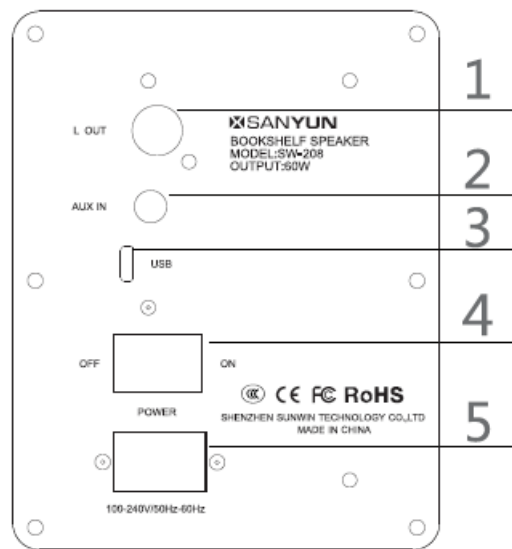 1
L OUT
SANYUN
BOOKSHELF SPEAKER
MODEL:SW-208
OUTPUT:60W
2
AUX IN
3
USB
4
OFF
ON
POWER
CCC CE FC RoHS
SHENZHEN SUNWIN TECHNOLOGY CO.,LTD
MADE IN CHINA
5
100-240V/50Hz-60Hz